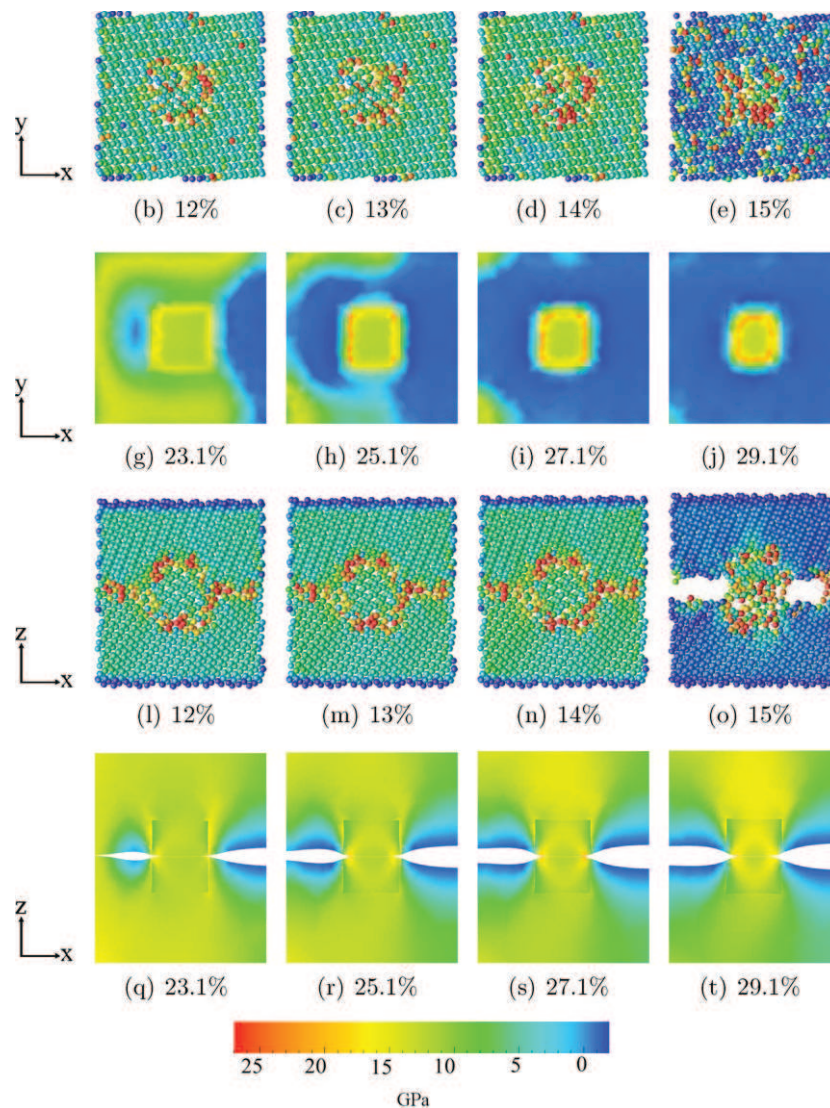 y
x
(b) 12% (c) 13% (d) 14% (e) 15%
y
x
(g) 23.1% (h) 25.1% (i) 27.1% (j) 29.1%
z
x
(l) 12% (m) 13% (n) 14% (o) 15%
z
x
(q) 23.1% (r) 25.1% (s) 27.1% (t) 29.1%
25 20 15 10 5 0
GPa